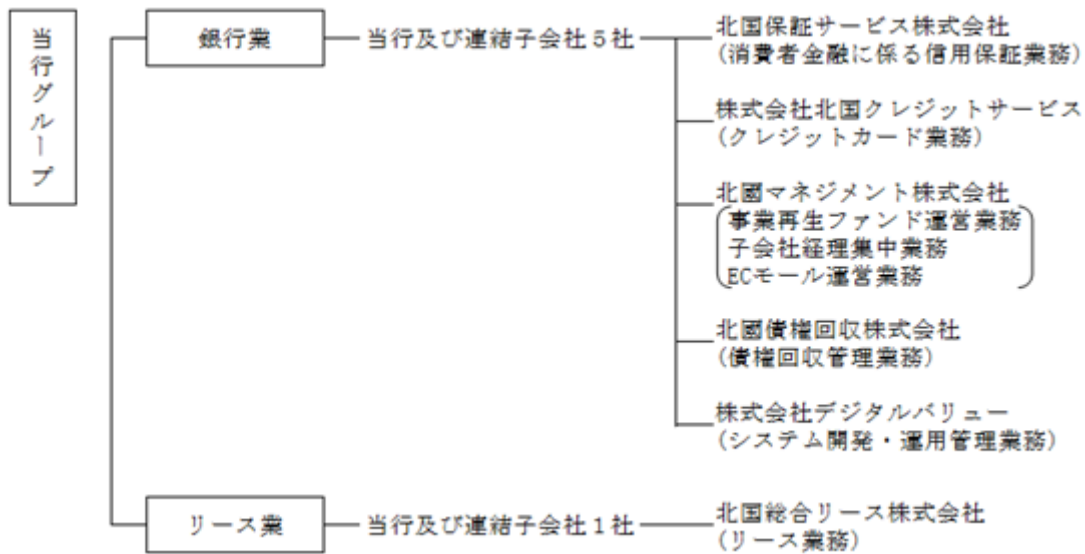 当行グループ
銀行業
当行及び連結子会社５社
北国保証サービス株式会社
(消費者金融に係る信用保証業務)
株式会社北国クレジットサービス
(クレジットカード業務)
北國マネジメント株式会社
事業再生ファンド運営業務
子会社経理集中業務
ECモール運営業務
北國債権回収株式会社
(債権回収管理業務)
株式会社デジタルバリュー
(システム開発・運用管理業務)
リース業
当行及び連結子会社１社
北国総合リース株式会社
(リース業務)